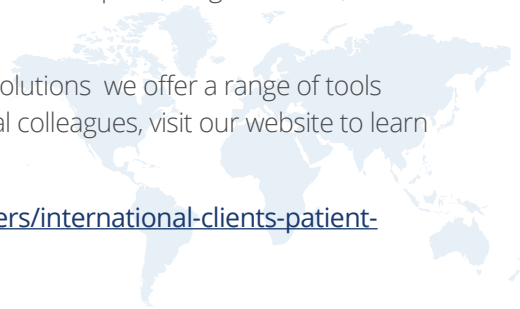 olutions  we offer a range of tools
al colleagues, visit our website to learn
ers/international-clients-patient-